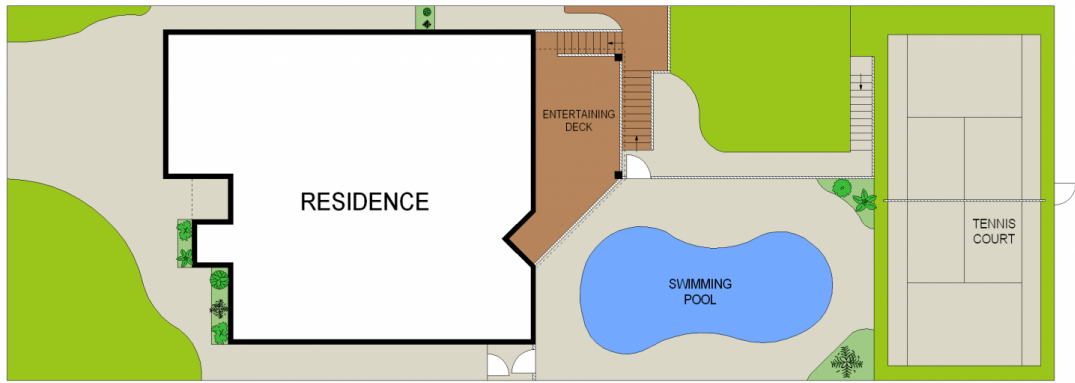 ENTERTAINING
DECK
RESIDENCE
TENNIS
COURT
SWIMMING
POOL